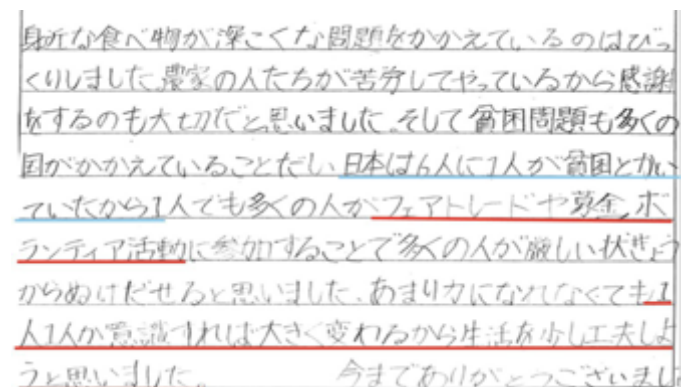 身近な食べ物が深こくな問題をかかえているのはびっ
くりしました。農家の人たちが苦労してやっているから感謝
をするのも大切だと思いました。そして貧困問題も多くの
国がかかえていることだし、日本は6人に1人が貧困とかい
ていたから1人でも多くの人がフェアトレードや募金、ボ
ランティア活動に参加することで多くの人が厳しい状きょう
からぬけだせると思いました。あまり力になれなくても1
人1人が意識すれば大きく変わるから生活を少し工夫しよ
うと思いました。 今までありがとうございまし